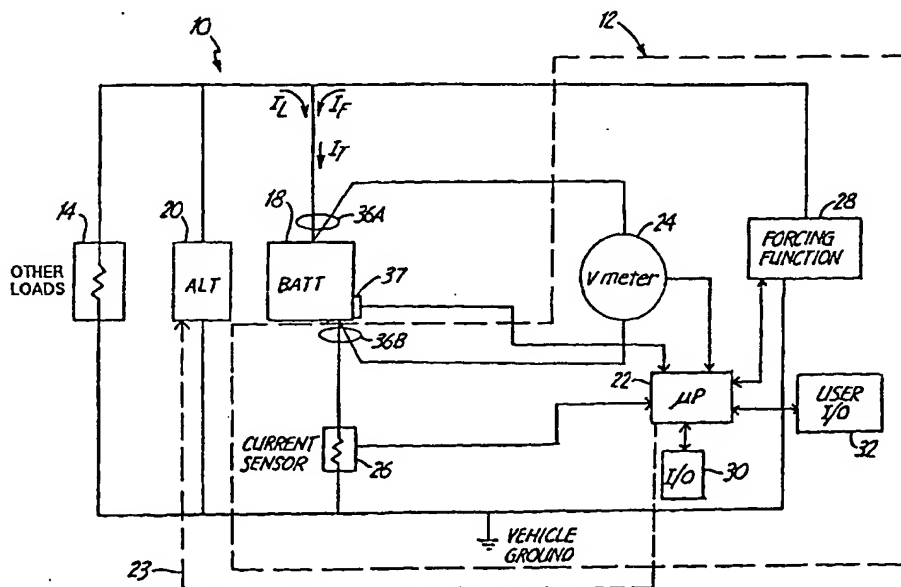 10
12
I_L
I_F
I_T
14
20
18
36A
24
28
OTHER
LOADS
ALT
BATT
37
V meter
FORCING
FUNCTION
36B
22
μP
USER
I/O
32
CURRENT
SENSOR
26
I/O
30
VEHICLE
GROUND
23